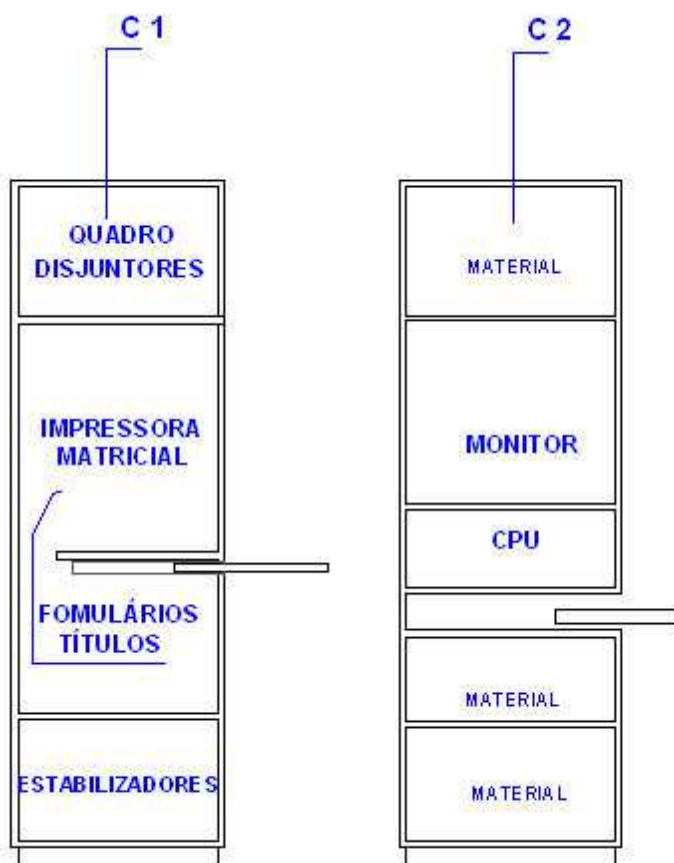 C 1
QUADRO
DISJUNTORES
IMPRESSORA
MATRICIAL
FOMULÁRIOS
TÍTULOS
ESTABILIZADORES
C 2
MATERIAL
MONITOR
CPU
MATERIAL
MATERIAL